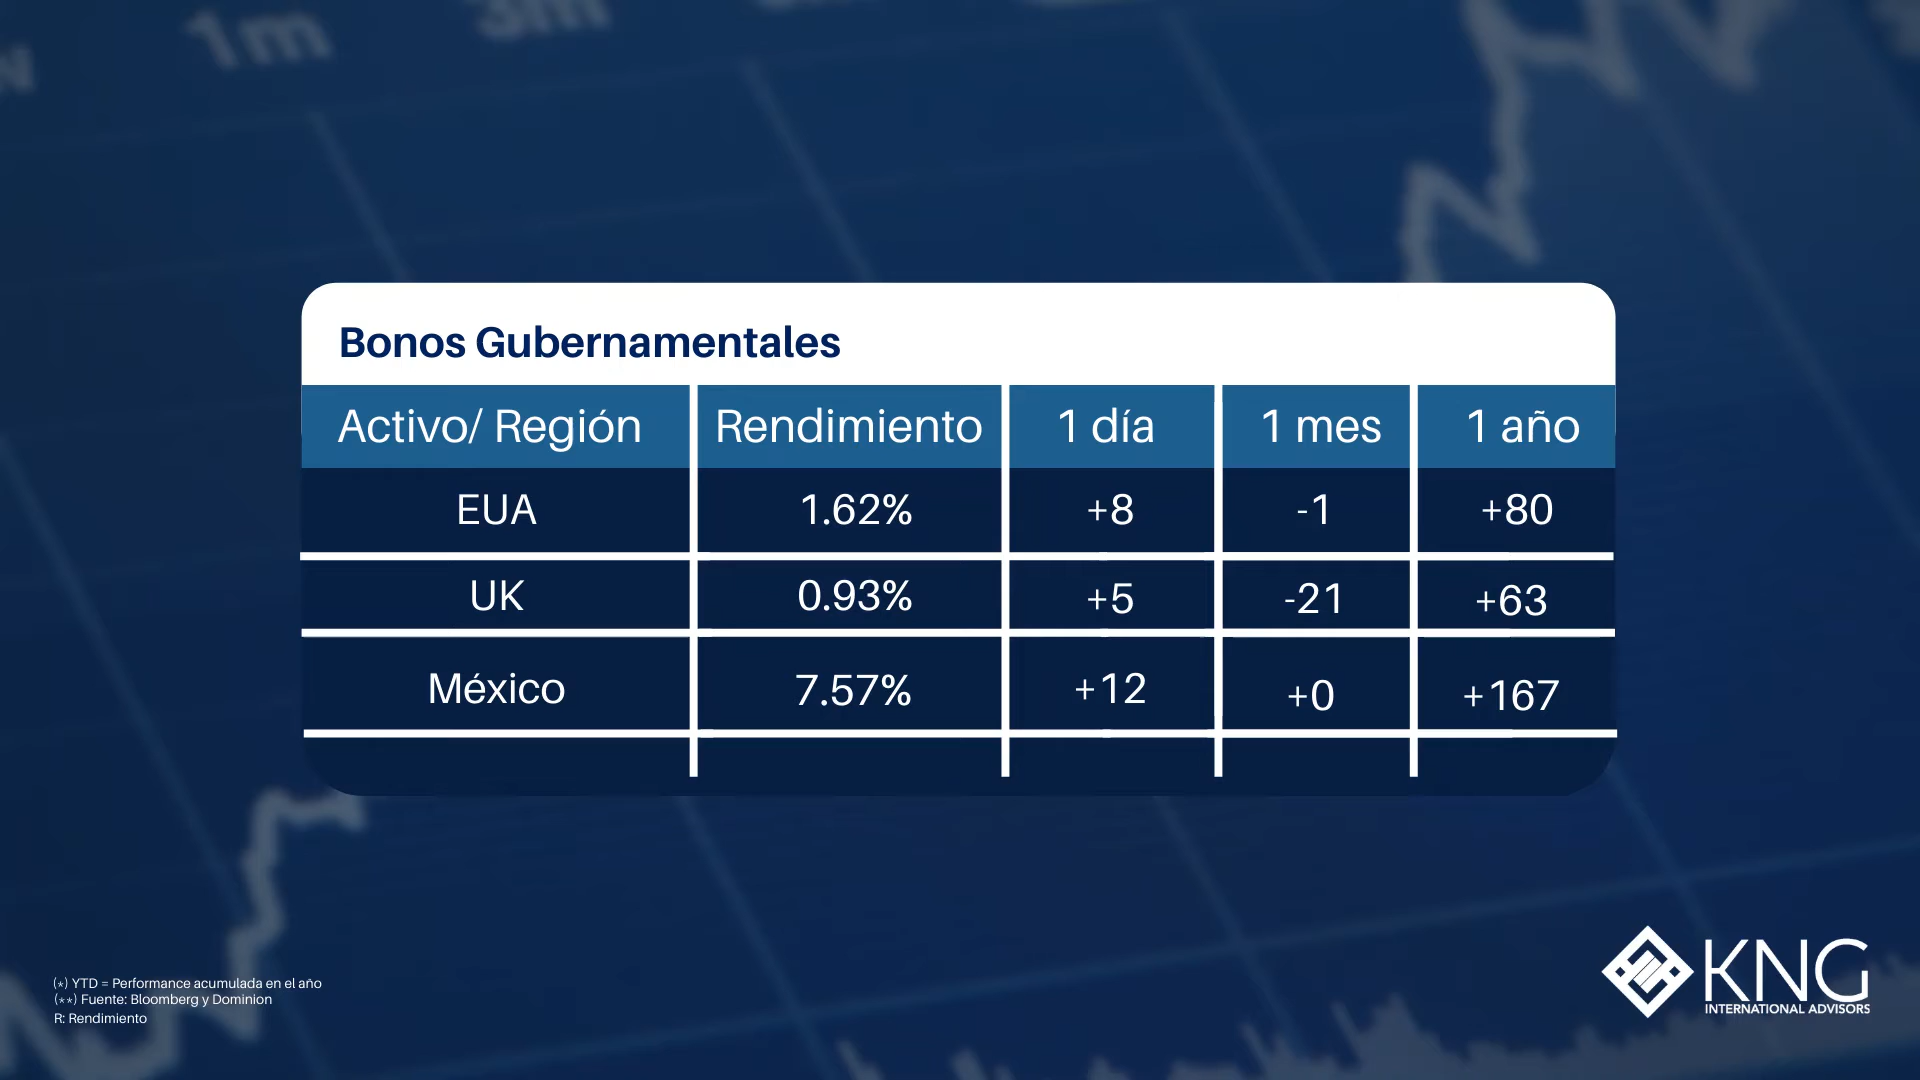 1m 3m
Bonos Gubernamentales
Activo/ Región Rendimiento 1 día 1 mes 1 año
EUA 1.62% +8 -1 +80
UK 0.93% +5 -21 +63
México 7.57% +12 +0 +167
(*) YTD = Performance acumulada en el año
(**) Fuente: Bloomberg y Dominion
R: Rendimiento
KNG
INTERNATIONAL ADVISORS